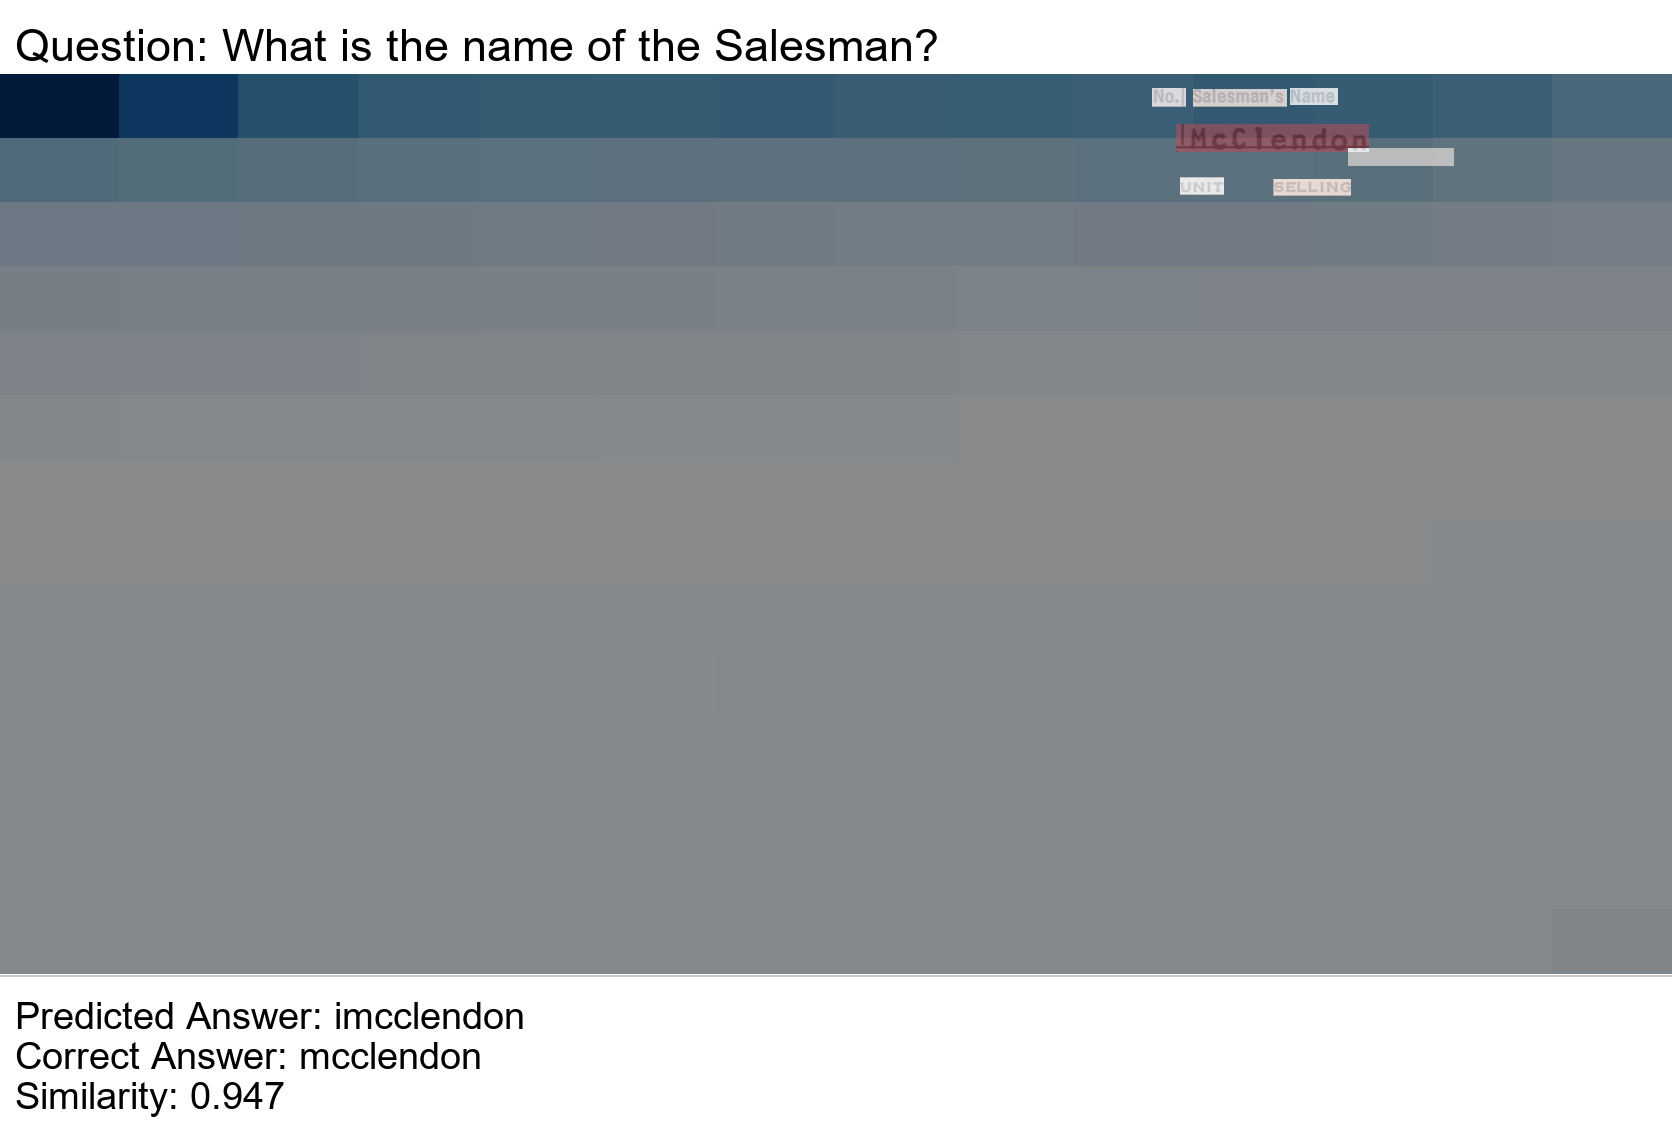 Question: What is the name of the Salesman?
No. Salesman's Name
McClendon
UNIT SELLING
Predicted Answer: imcclendon
Correct Answer: mcclendon
Similarity: 0.947